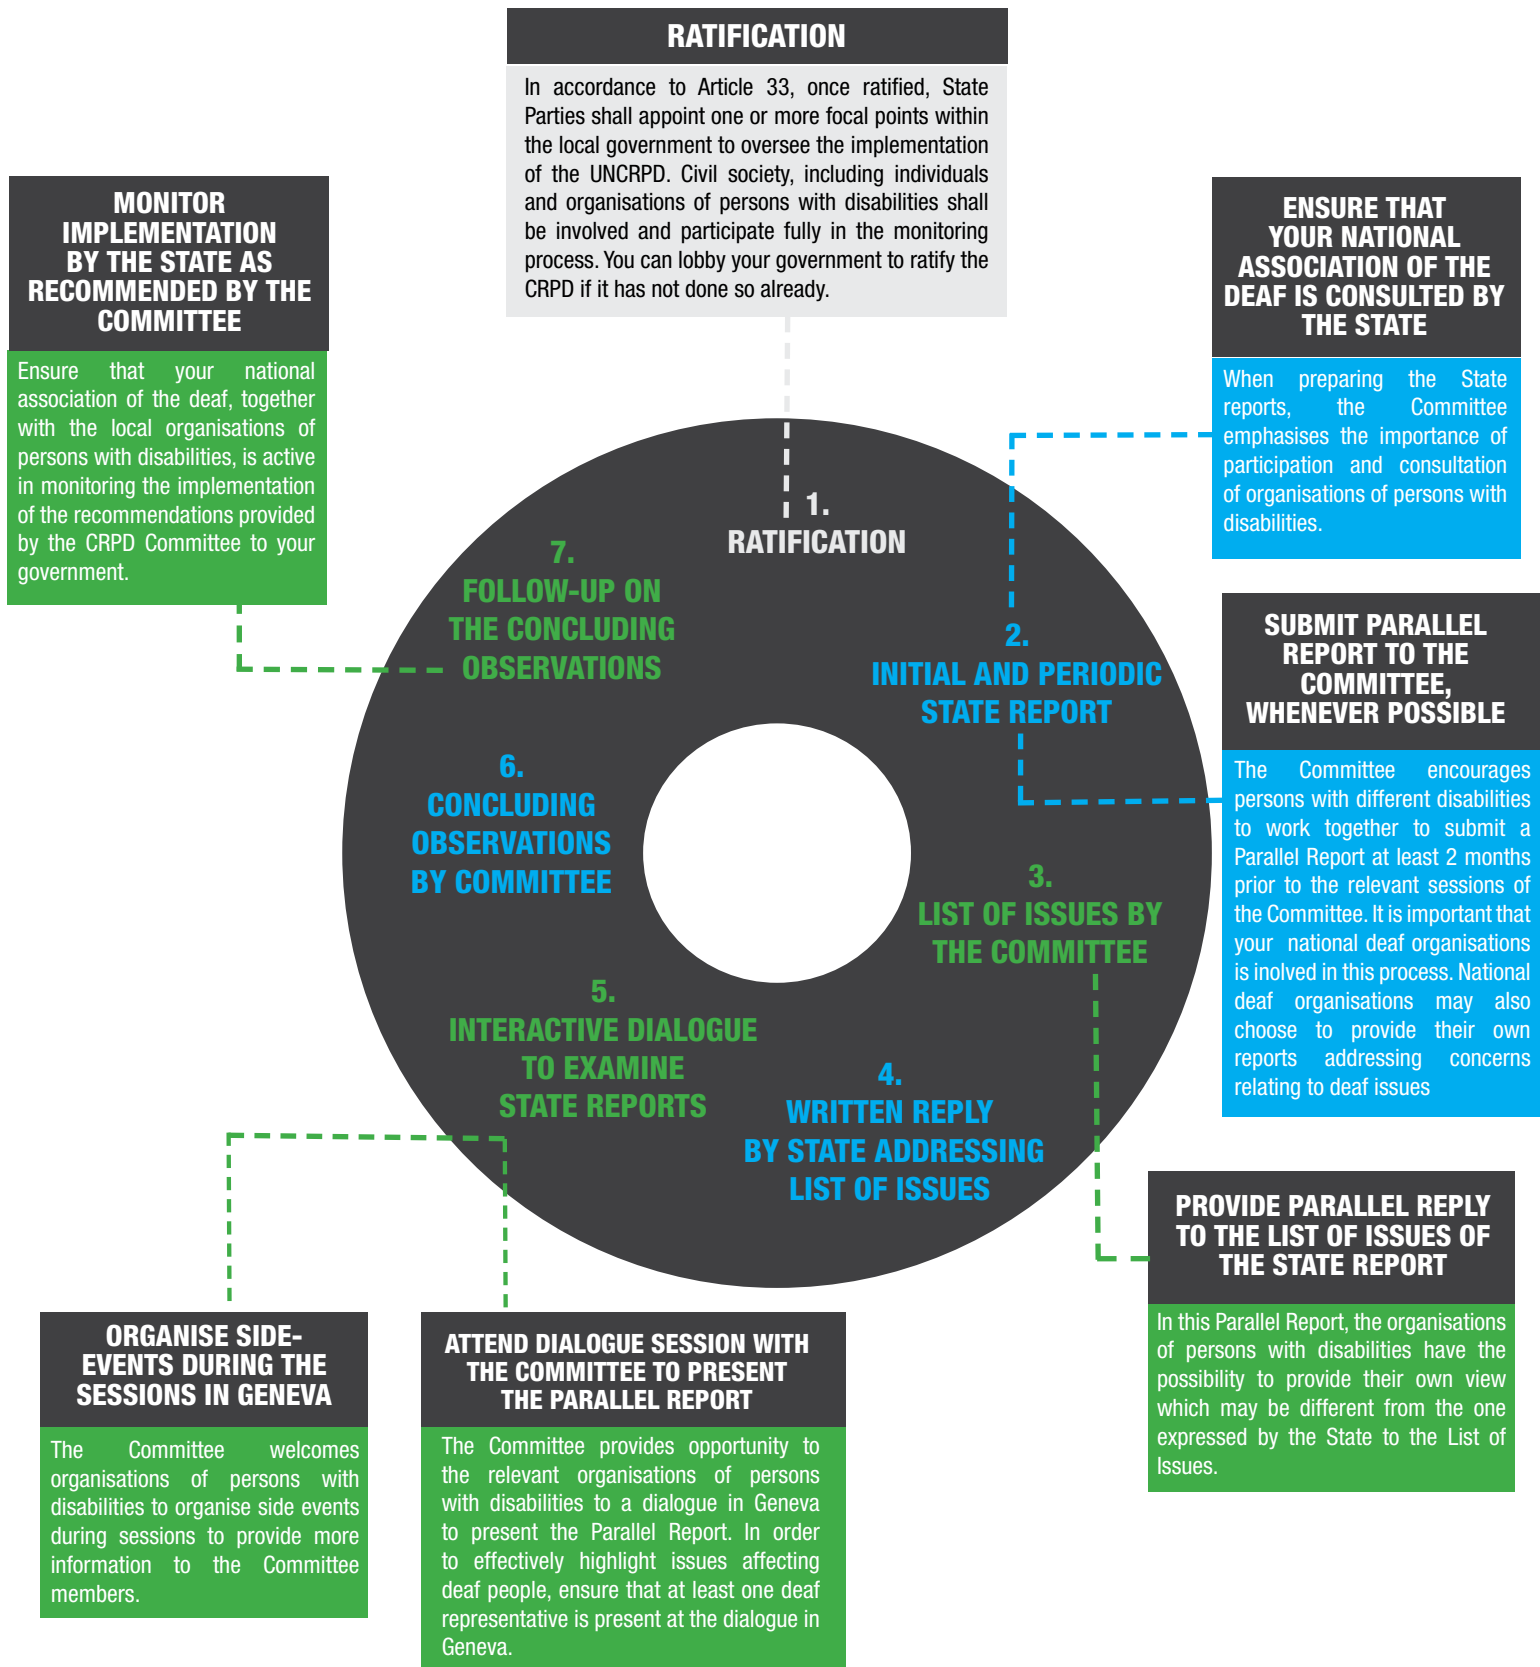 RATIFICATION
In accordance to Article 33, once ratified, State
Parties shall appoint one or more focal points within
the local government to oversee the implementation
of the UNCRPD. Civil society, including individuals
and organisations of persons with disabilities shall
be involved and participate fully in the monitoring
process. You can lobby your government to ratify the
CRPD if it has not done so already.
MONITOR
IMPLEMENTATION
BY THE STATE AS
RECOMMENDED BY THE
COMMITTEE
Ensure that your national
association of the deaf, together
with the local organisations of
persons with disabilities, is active
in monitoring the implementation
of the recommendations provided
by the CRPD Committee to your
government.
ENSURE THAT
YOUR NATIONAL
ASSOCIATION OF THE
DEAF IS CONSULTED BY
THE STATE
When preparing the State
reports, the Committee
emphasises the importance of
participation and consultation
of organisations of persons with
disabilities.
1.
RATIFICATION
2.
INITIAL AND PERIODIC
STATE REPORT
3.
LIST OF ISSUES BY
THE COMMITTEE
4.
WRITTEN REPLY
BY STATE ADDRESSING
LIST OF ISSUES
5.
INTERACTIVE DIALOGUE
TO EXAMINE
STATE REPORTS
6.
CONCLUDING
OBSERVATIONS
BY COMMITTEE
7.
FOLLOW-UP ON
THE CONCLUDING
OBSERVATIONS
SUBMIT PARALLEL
REPORT TO THE
COMMITTEE,
WHENEVER POSSIBLE
The Committee encourages
persons with different disabilities
to work together to submit a
Parallel Report at least 2 months
prior to the relevant sessions of
the Committee. It is important that
your national deaf organisations
is inolved in this process. National
deaf organisations may also
choose to provide their own
reports addressing concerns
relating to deaf issues
PROVIDE PARALLEL REPLY
TO THE LIST OF ISSUES OF
THE STATE REPORT
In this Parallel Report, the organisations
of persons with disabilities have the
possibility to provide their own view
which may be different from the one
expressed by the State to the List of
Issues.
ORGANISE SIDE-
EVENTS DURING THE
SESSIONS IN GENEVA
The Committee welcomes
organisations of persons with
disabilities to organise side events
during sessions to provide more
information to the Committee
members.
ATTEND DIALOGUE SESSION WITH
THE COMMITTEE TO PRESENT
THE PARALLEL REPORT
The Committee provides opportunity to
the relevant organisations of persons
with disabilities to a dialogue in Geneva
to present the Parallel Report. In order
to effectively highlight issues affecting
deaf people, ensure that at least one deaf
representative is present at the dialogue in
Geneva.